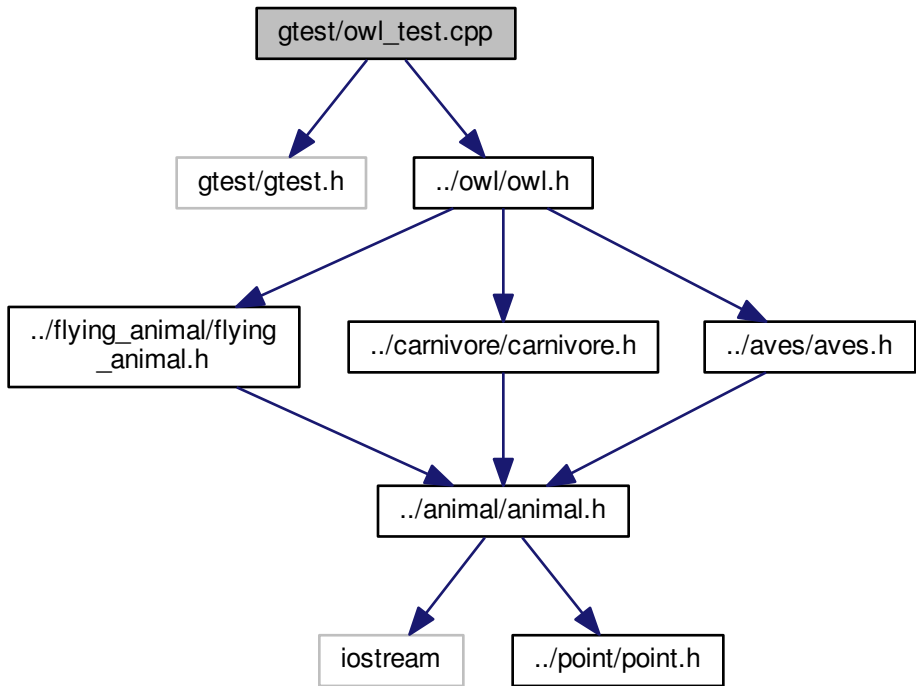 gtest/owl_test.cpp
gtest/gtest.h
../owl/owl.h
../flying_animal/flying
_animal.h
../carnivore/carnivore.h
../aves/aves.h
../animal/animal.h
iostream
../point/point.h